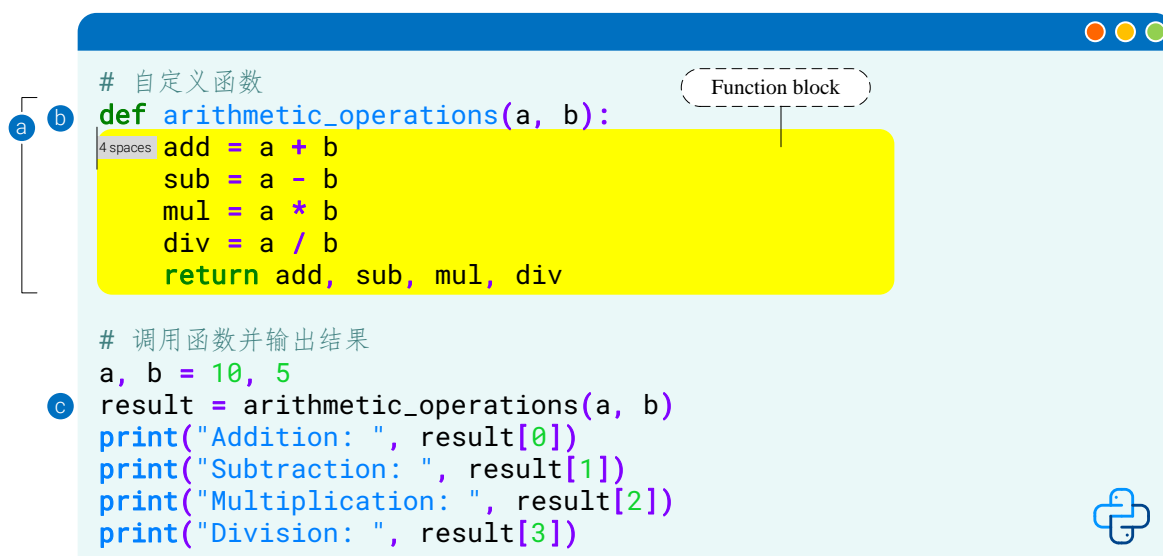 # 自定义函数
Function block
a
b
def arithmetic_operations(a, b):
4 spaces
    add = a + b
    sub = a - b
    mul = a * b
    div = a / b
    return add, sub, mul, div
# 调用函数并输出结果
a, b = 10, 5
c
result = arithmetic_operations(a, b)
print("Addition: ", result[0])
print("Subtraction: ", result[1])
print("Multiplication: ", result[2])
print("Division: ", result[3])